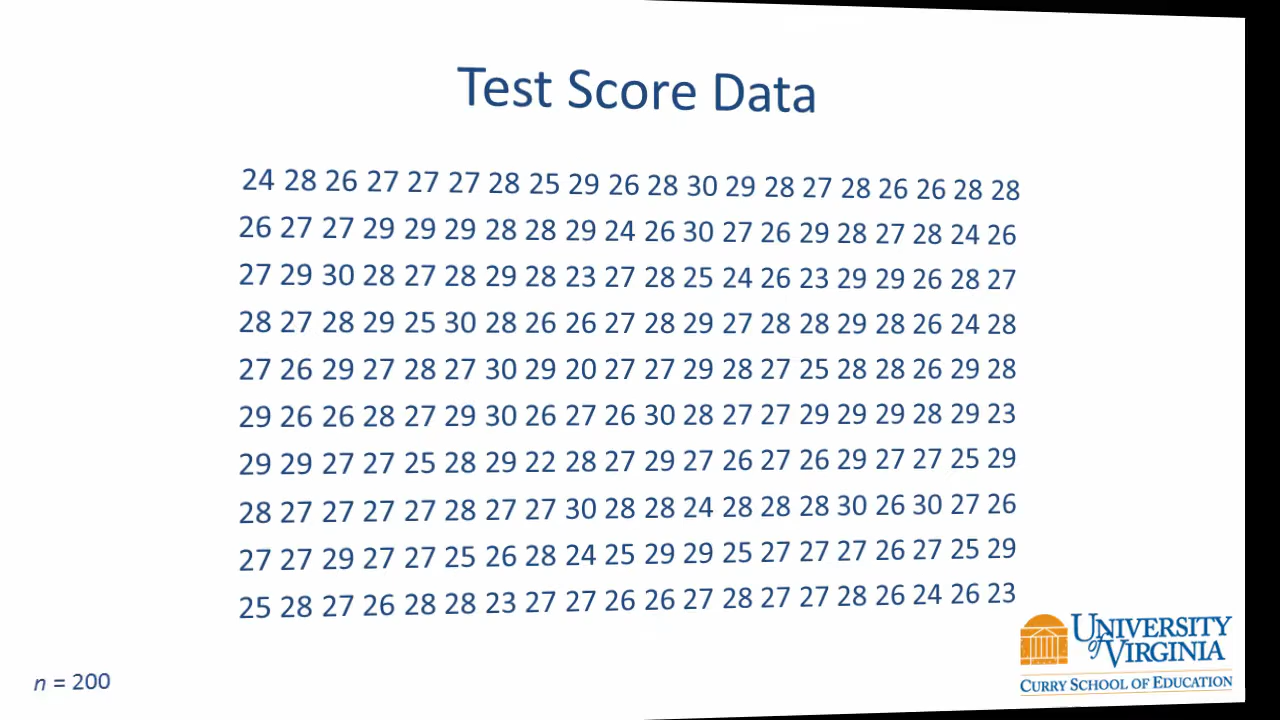 Test Score Data
24 28 26 27 27 27 28 25 29 26 28 30 29 28 27 28 26 26 28 28
26 27 27 29 29 29 28 28 29 24 26 30 27 26 29 28 27 28 24 26
27 29 30 28 27 28 29 28 23 27 28 25 24 26 23 29 29 26 28 27
28 27 28 29 25 30 28 26 26 27 28 29 27 28 28 29 28 26 24 28
27 26 29 27 28 27 30 29 20 27 27 29 28 27 25 28 28 26 29 28
29 26 26 28 27 29 30 26 27 26 30 28 27 27 29 29 29 28 29 23
29 29 27 27 25 28 29 22 28 27 29 27 26 27 26 29 27 27 25 29
28 27 27 27 27 28 27 27 30 28 28 24 28 28 28 30 26 30 27 26
27 27 29 27 27 25 26 28 24 25 29 29 25 27 27 27 26 27 25 29
25 28 27 26 28 28 23 27 27 26 26 27 28 27 27 28 26 24 26 23
UNIVERSITY
of VIRGINIA
CURRY SCHOOL OF EDUCATION
n = 200